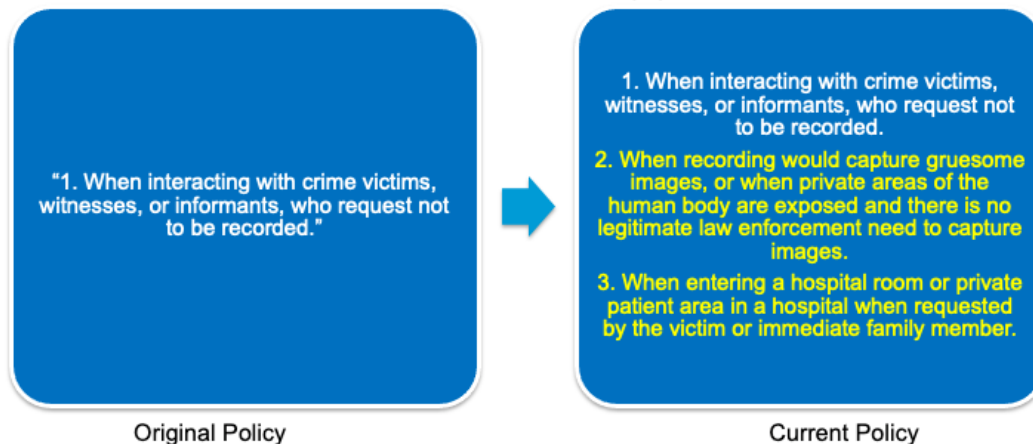 “1. When interacting with crime victims,
witnesses, or informants, who request not
to be recorded.”
Original Policy
1. When interacting with crime victims,
witnesses, or informants, who request not
to be recorded.
2. When recording would capture gruesome
images, or when private areas of the
human body are exposed and there is no
legitimate law enforcement need to capture
images.
3. When entering a hospital room or private
patient area in a hospital when requested
by the victim or immediate family member.
Current Policy